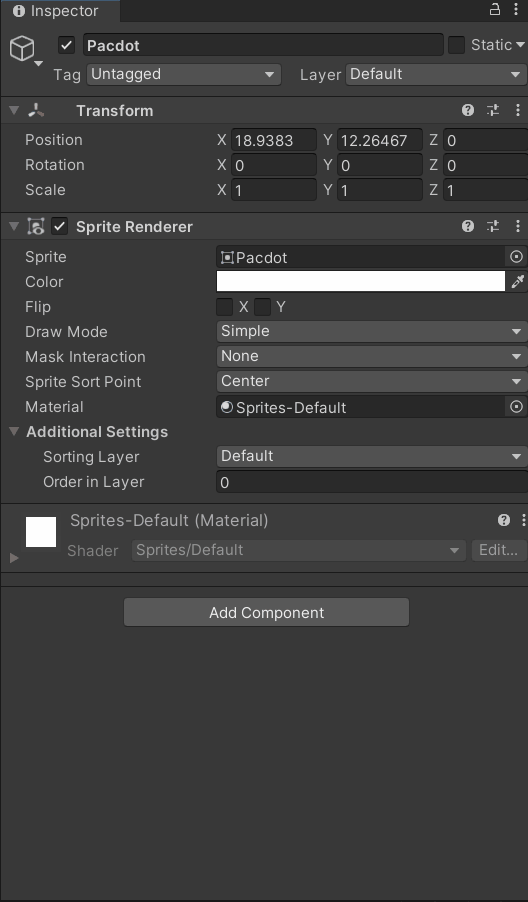 Inspector
Pacdot Static
Tag Untagged Layer Default
Transform
Position X 18.9383 Y 12.26467 Z 0
Rotation X 0 Y 0 Z 0
Scale X 1 Y 1 Z 1
Sprite Renderer
Sprite Pacdot
Color
Flip X Y
Draw Mode Simple
Mask Interaction None
Sprite Sort Point Center
Material Sprites-Default
Additional Settings
Sorting Layer Default
Order in Layer 0
Sprites-Default (Material)
Shader Sprites/Default Edit...
Add Component